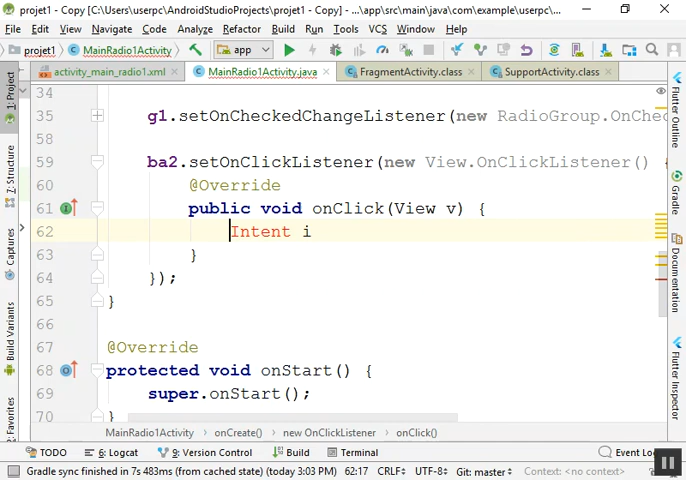 projet1 - Copy [C:\Users\userpc\AndroidStudioProjects\projet1 - Copy] - ...\app\src\main\java\com\example\userpc\...
File Edit View Navigate Code Analyze Refactor Build Run Tools VCS Window Help
projet1 MainRadio1Activity app
activity_main_radio1.xml MainRadio1Activity.java FragmentActivity.class SupportActivity.class
1: Project
7: Structure
Captures
Build Variants
2: Favorites
34
35 g1.setOnCheckedChangeListener(new RadioGroup.OnChec
58
59 ba2.setOnClickListener(new View.OnClickListener() {
60 @Override
61 public void onClick(View v) {
62 Intent i
63 }
64 });
65 }
66
67 @Override
68 protected void onStart() {
69 super.onStart();
70 }
MainRadio1Activity onCreate() new OnClickListener onClick()
Flutter Outline
Gradle
Documentation
Flutter Inspector
TODO 6: Logcat 9: Version Control Build Terminal Event Log
Gradle sync finished in 7s 483ms (from cached state) (today 3:03 PM) 62:17 CRLF UTF-8 Git: master Context: <no context>